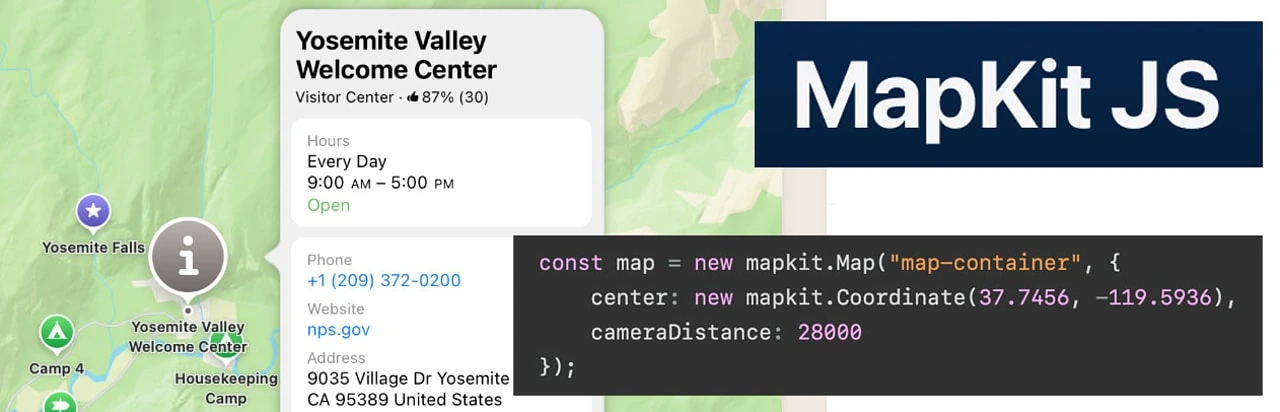 Yosemite Valley
Welcome Center
Visitor Center · 87% (30)
Hours
Every Day
9:00 AM – 5:00 PM
Open
Phone
+1 (209) 372-0200
Website
nps.gov
Address
9035 Village Dr Yosemite
CA 95389 United States
Yosemite Falls
Yosemite Valley
Welcome Center
Camp 4
Housekeeping
Camp
MapKit JS
const map = new mapkit.Map("map-container", {
    center: new mapkit.Coordinate(37.7456, -119.5936),
    cameraDistance: 28000
});